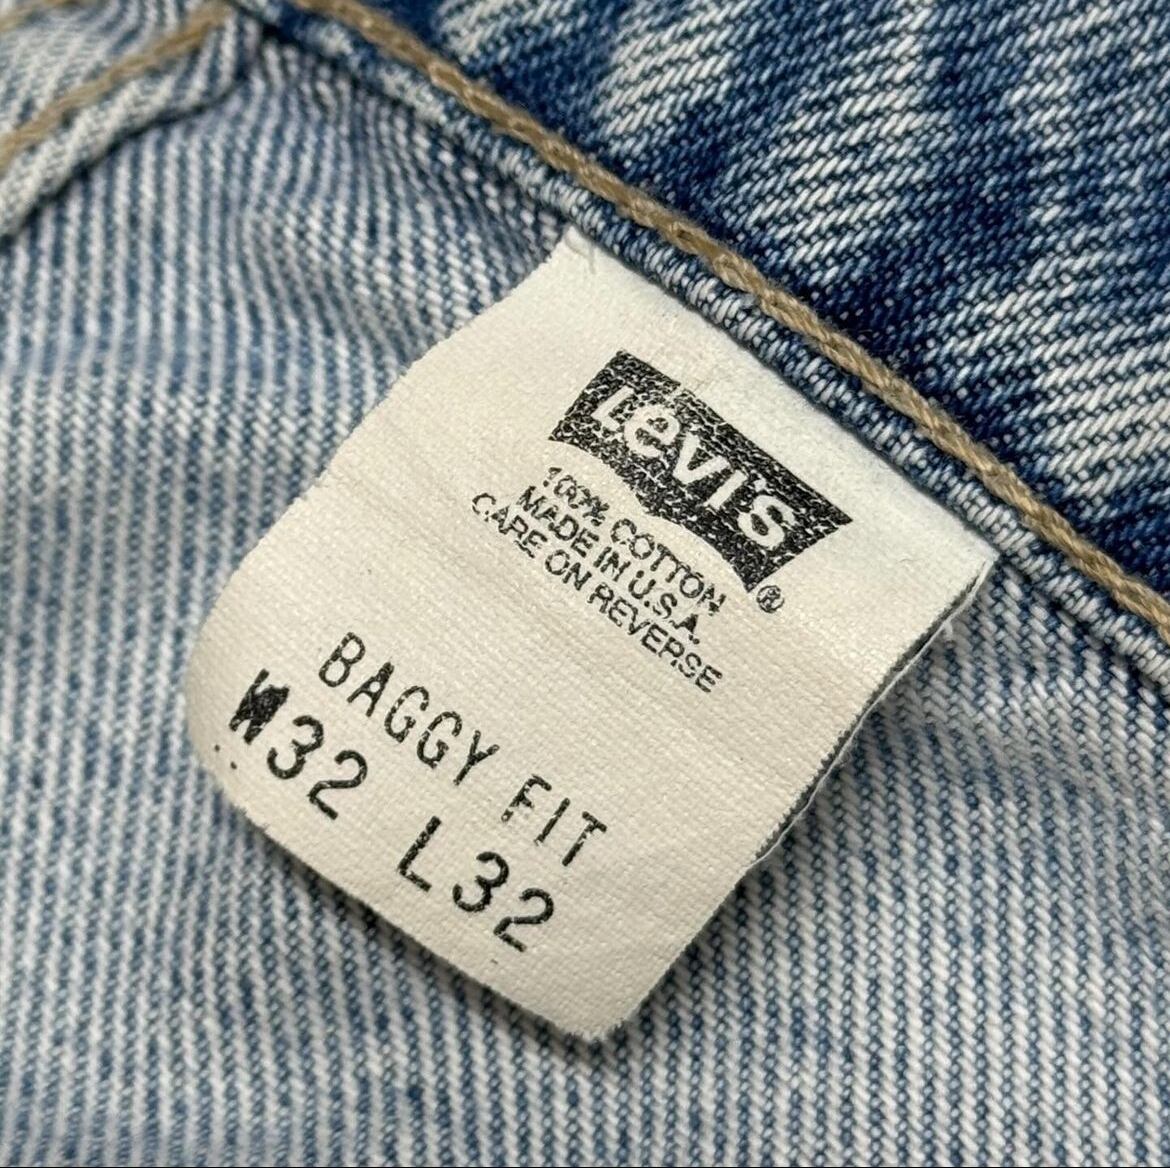 Levi's ®
100% COTTON
MADE IN U.S.A.
CARE ON REVERSE
BAGGY FIT
W32 L32